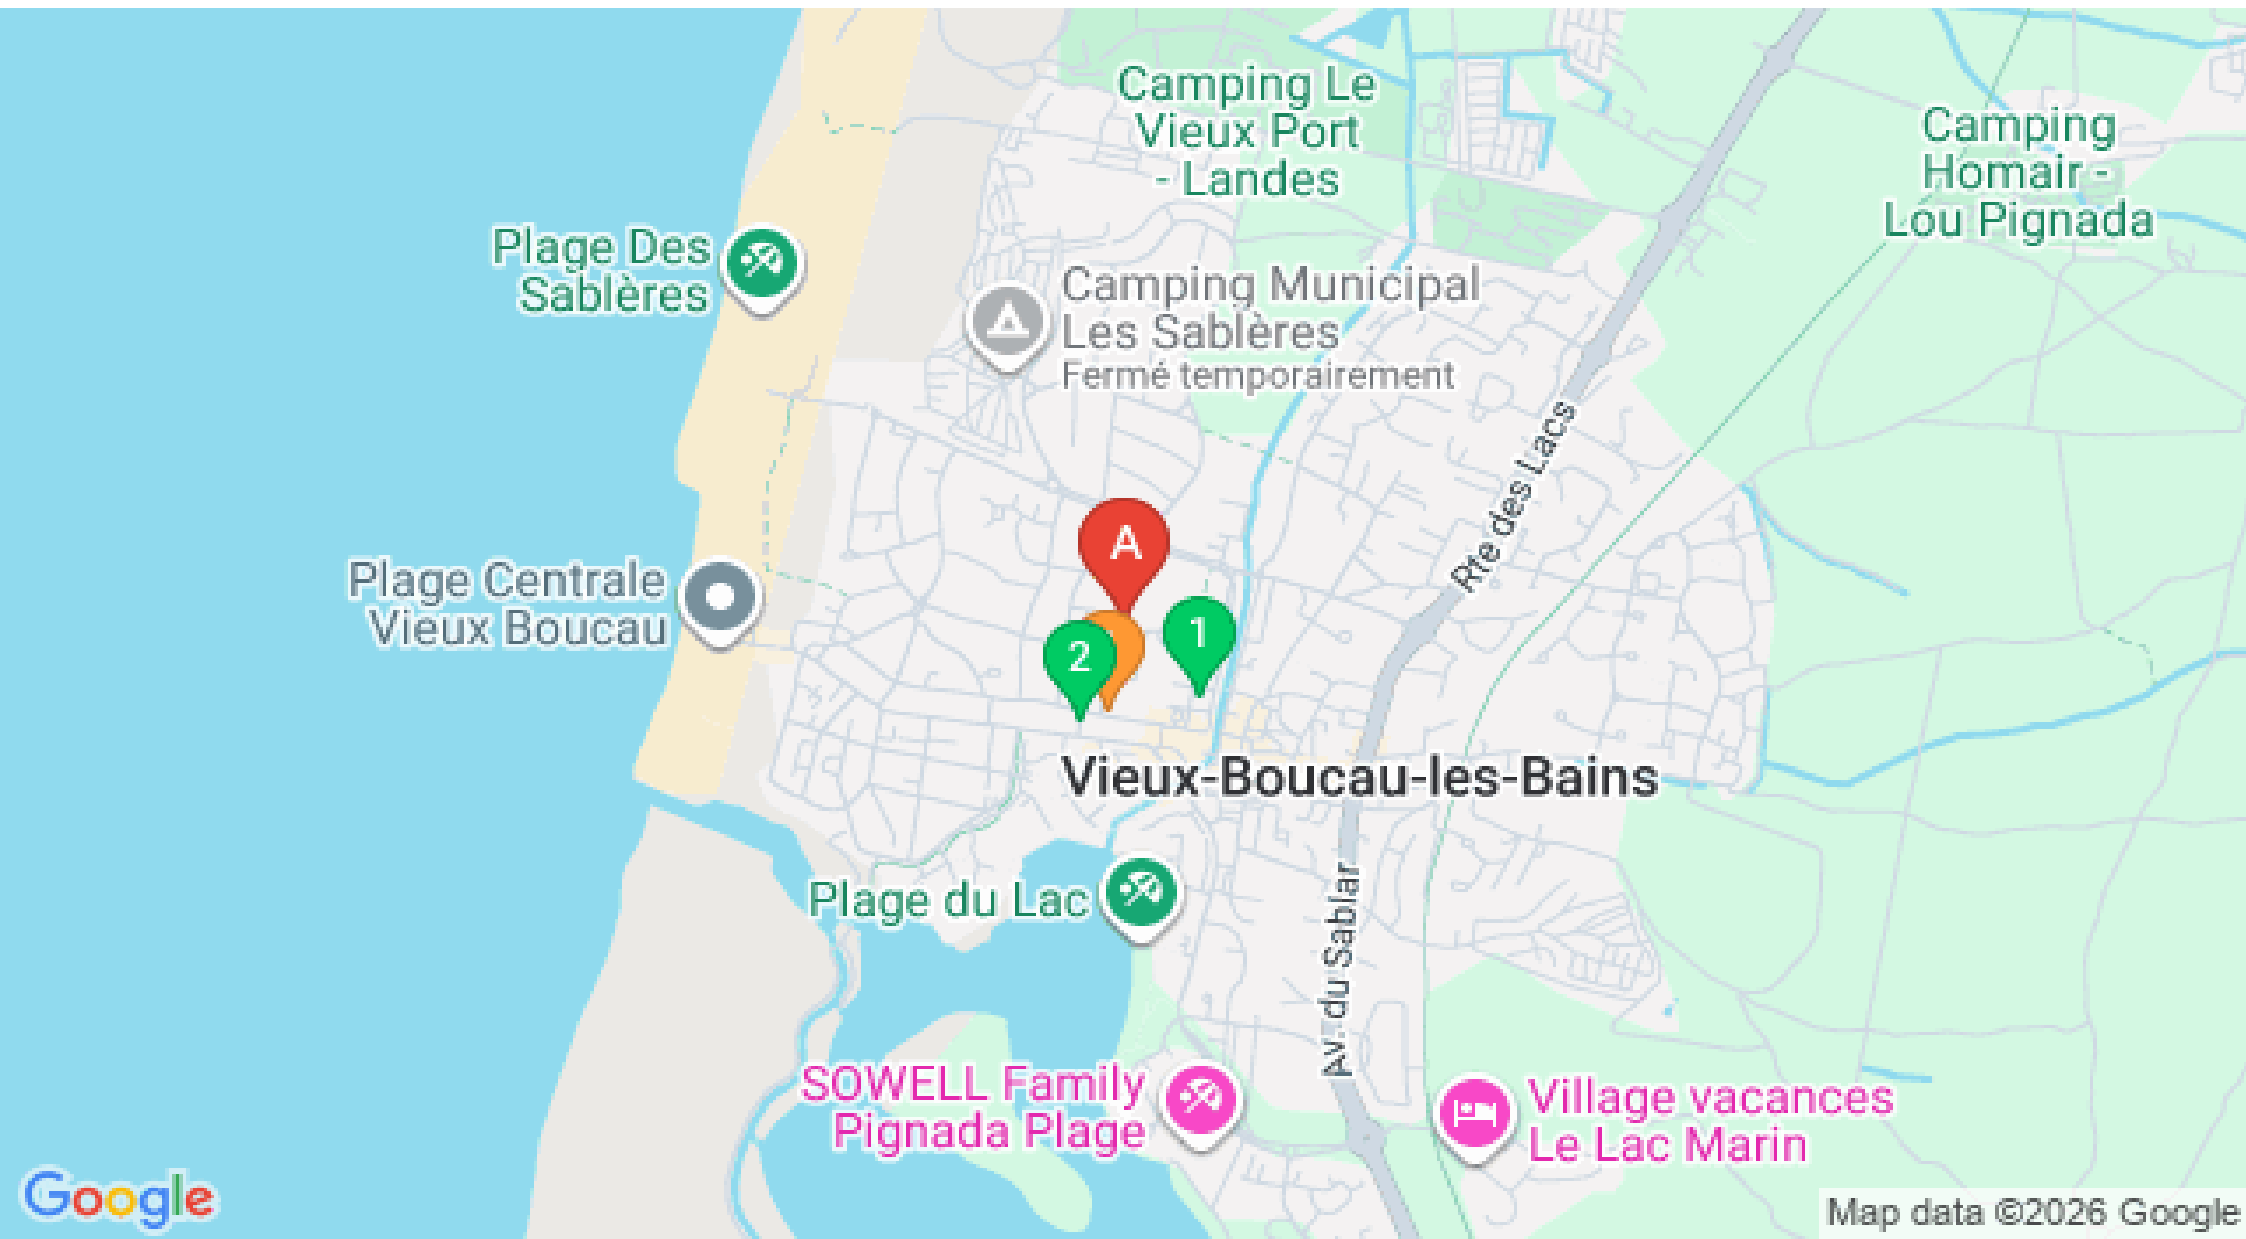 Camping Le
Vieux Port
- Landes
Camping
Homair -
Lou Pignada
Plage Des
Sablères
Camping Municipal
Les Sablères
Fermé temporairement
Rte des Lacs
A
Plage Centrale
Vieux Boucau
1
2
Vieux-Boucau-les-Bains
Plage du Lac
Av. du Sablar
SOWELL Family
Pignada Plage
Village vacances
Le Lac Marin
Google
Map data ©2026 Google